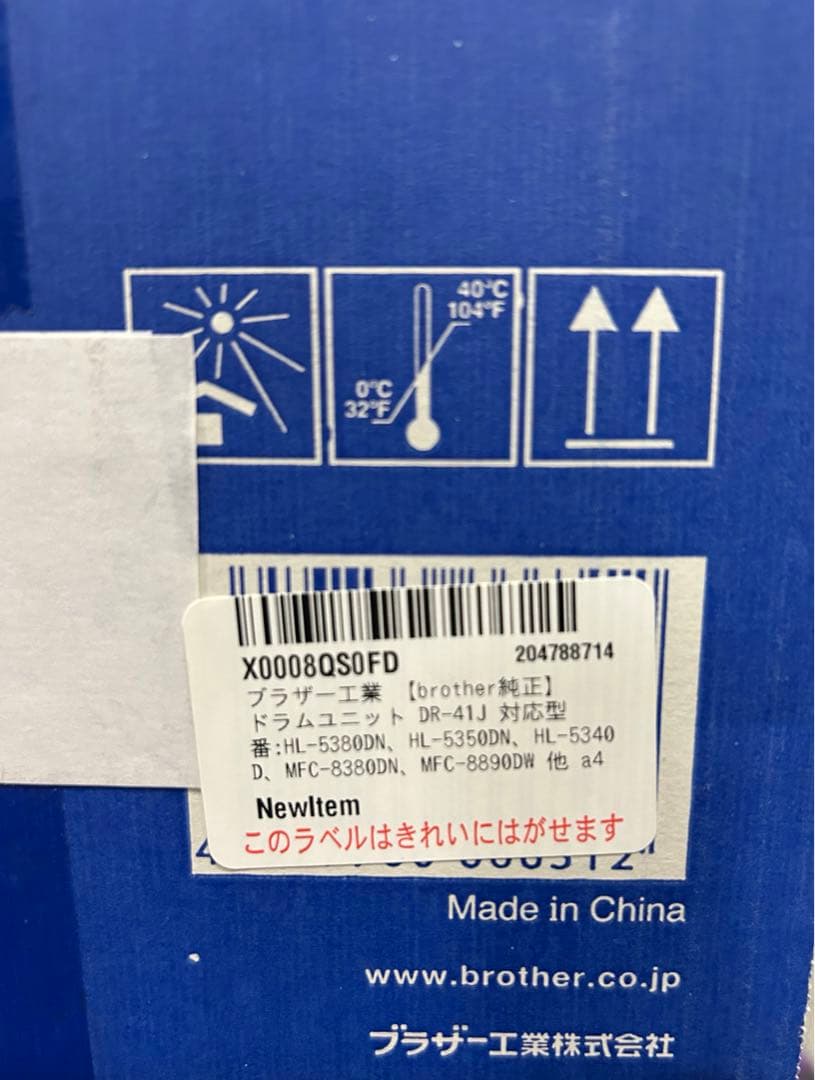 40°C
104°F
0°C
32°F
X0008QS0FD
204788714
ブラザー工業 【brother純正】
ドラムユニット DR-41J 対応型
番:HL-5380DN、HL-5350DN、HL-5340
D、MFC-8380DN、MFC-8890DW 他 a4
NewItem
このラベルはきれいにはがせます
Made in China
www.brother.co.jp
ブラザー工業株式会社